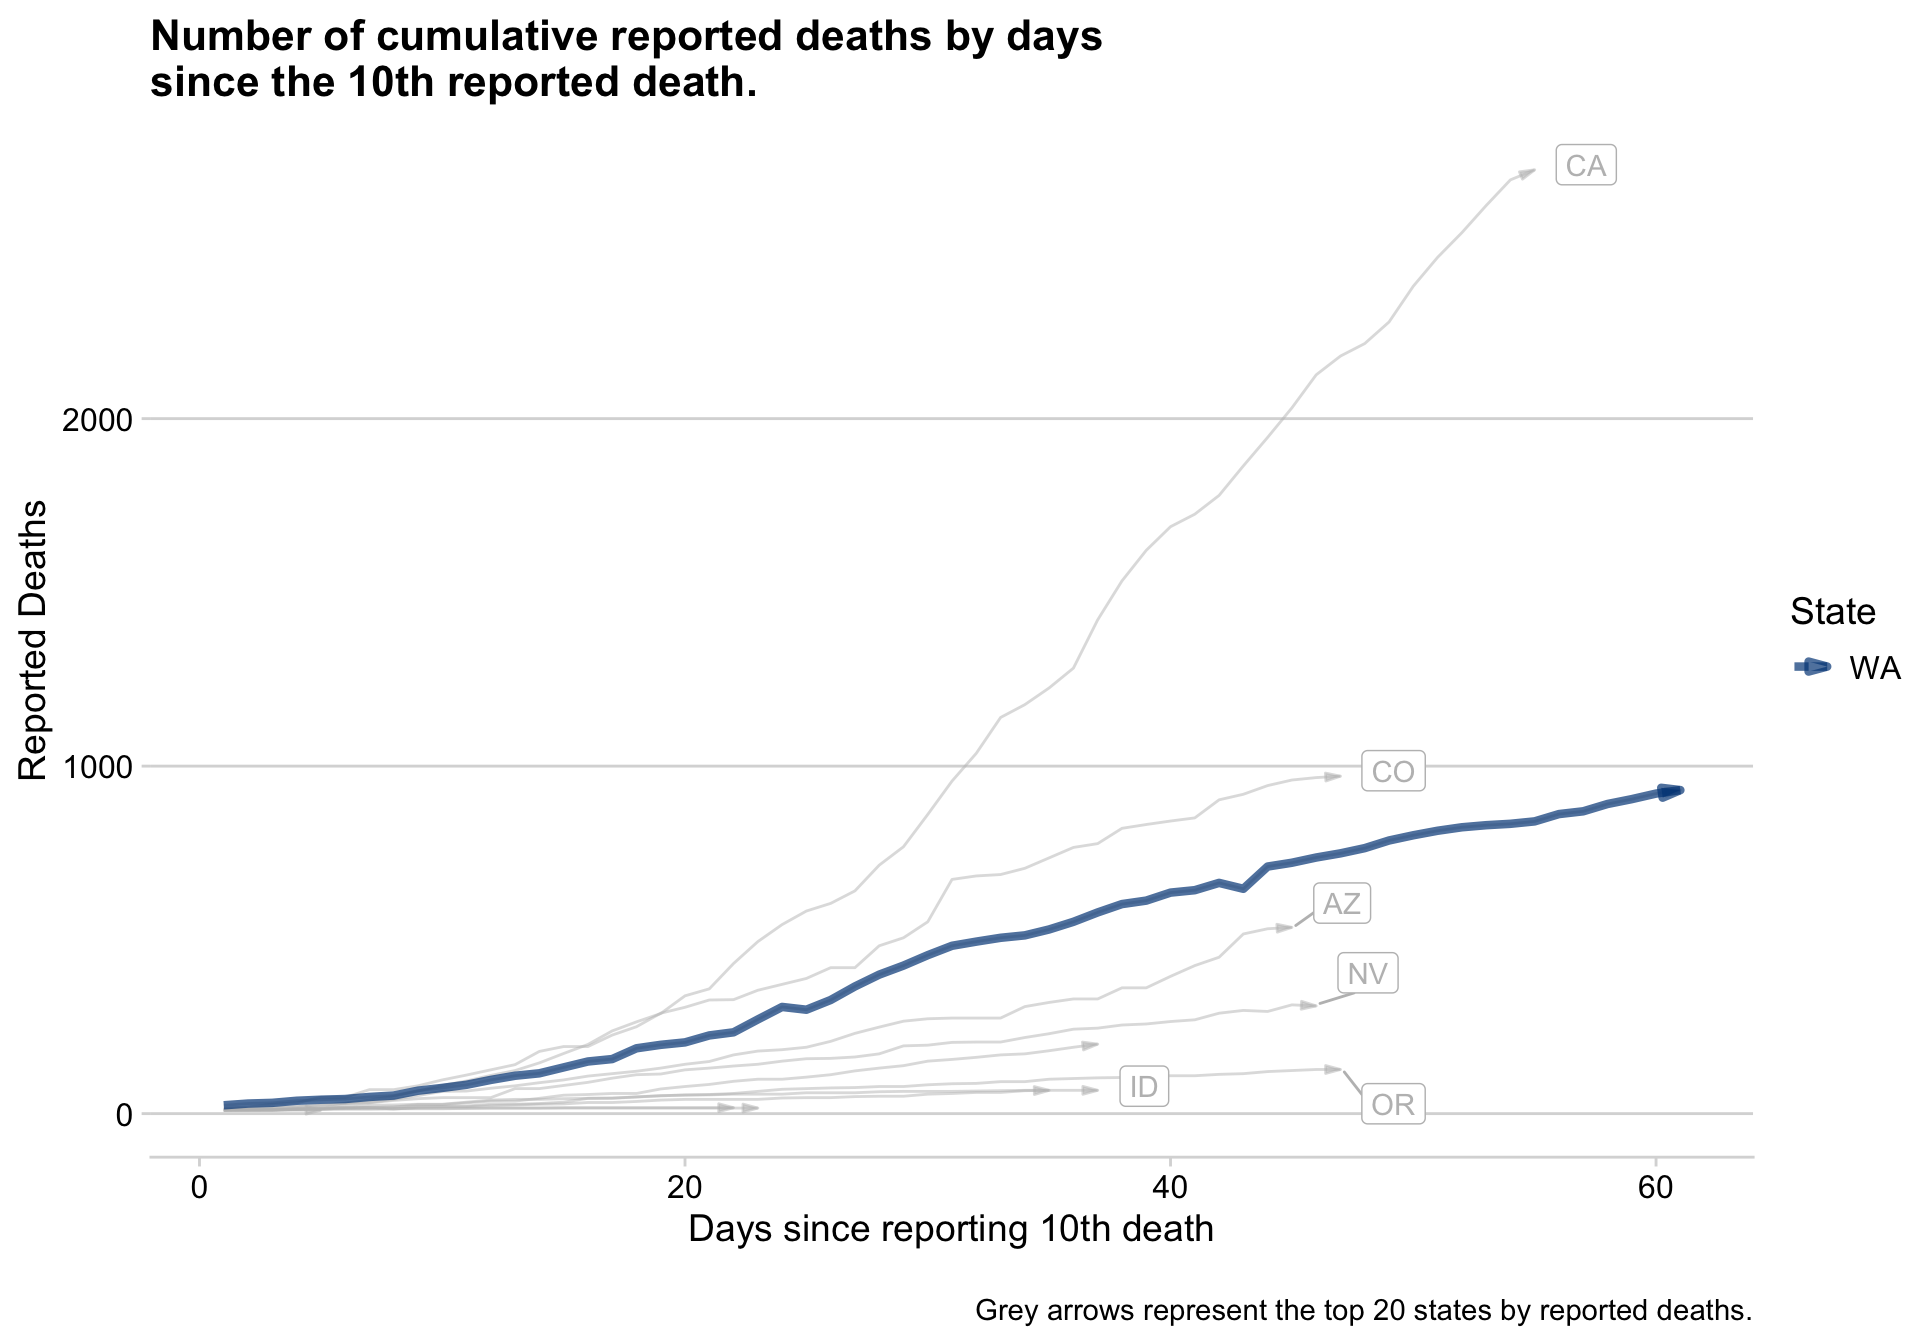 Number of cumulative reported deaths by days
since the 10th reported death.
CA
2000
Reported Deaths
State
WA
1000
CO
AZ
NV
ID
OR
0
0 20 40 60
Days since reporting 10th death
Grey arrows represent the top 20 states by reported deaths.